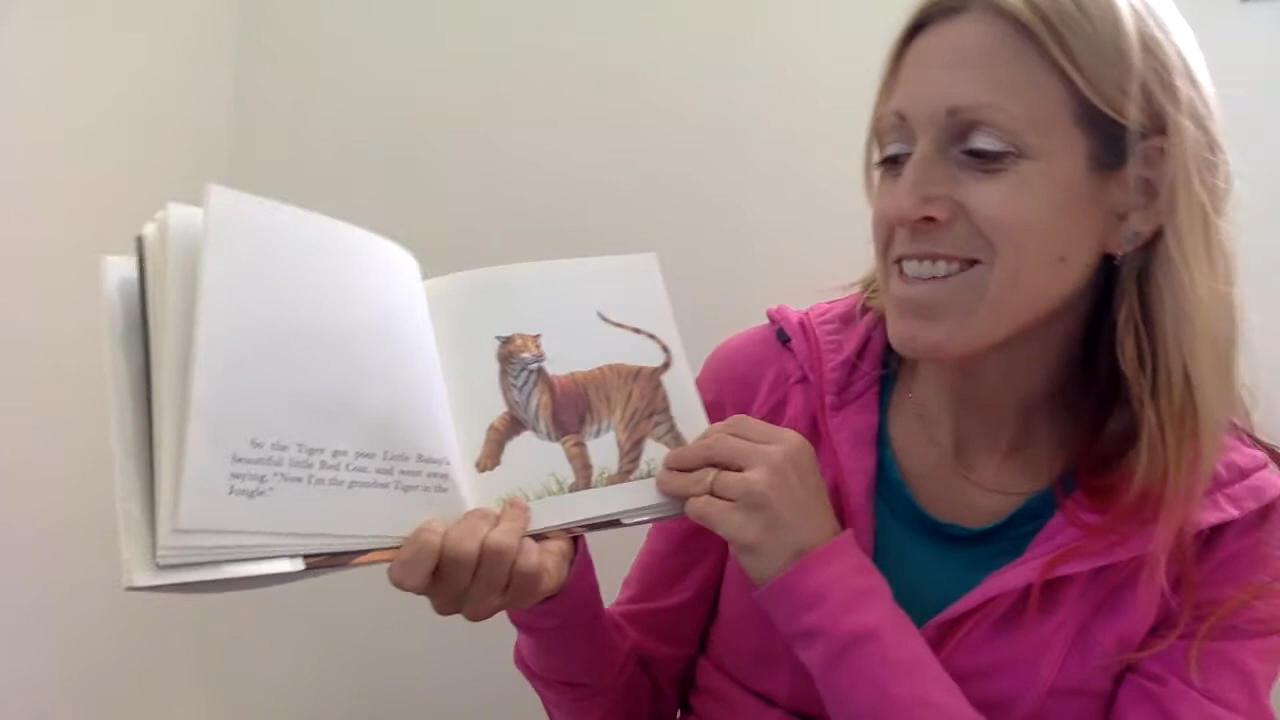 So the Tiger got poor Little Babaji's
beautiful little Red Coat, and went away
saying, "Now I'm the grandest Tiger in the
Jungle."